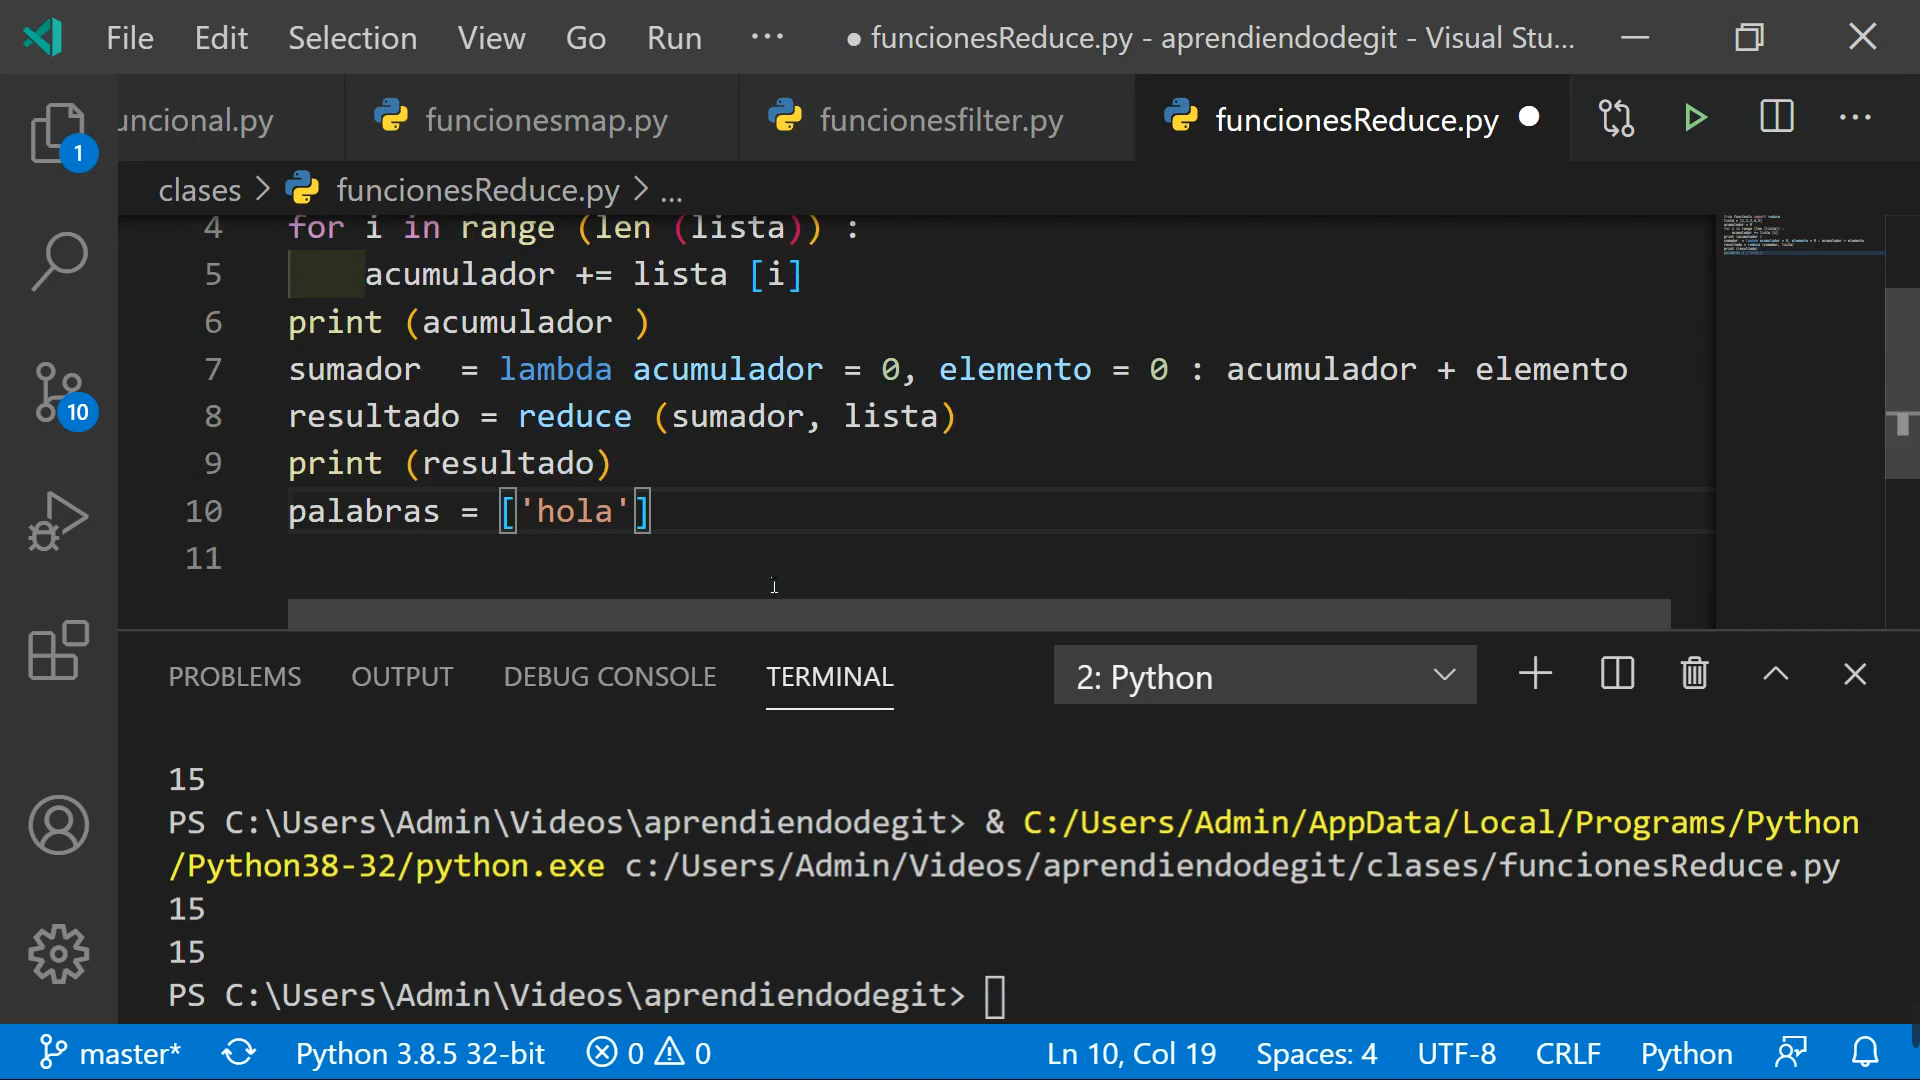 File Edit Selection View Go Run ··· ● funcionesReduce.py - aprendiendodegit - Visual Stu...
uncional.py funcionesmap.py funcionesfilter.py funcionesReduce.py ● ···
1
clases > funcionesReduce.py > ...
4 for i in range (len (lista)) :
5 acumulador += lista [i]
6 print (acumulador )
7 sumador  = lambda acumulador = 0, elemento = 0 : acumulador + elemento
8 resultado = reduce (sumador, lista)
9 print (resultado)
10 palabras = ['hola']
11
10
PROBLEMS OUTPUT DEBUG CONSOLE TERMINAL 2: Python
15
PS C:\Users\Admin\Videos\aprendiendodegit> & C:/Users/Admin/AppData/Local/Programs/Python
/Python38-32/python.exe c:/Users/Admin/Videos/aprendiendodegit/clases/funcionesReduce.py
15
15
PS C:\Users\Admin\Videos\aprendiendodegit>
master* Python 3.8.5 32-bit 0 0 Ln 10, Col 19 Spaces: 4 UTF-8 CRLF Python